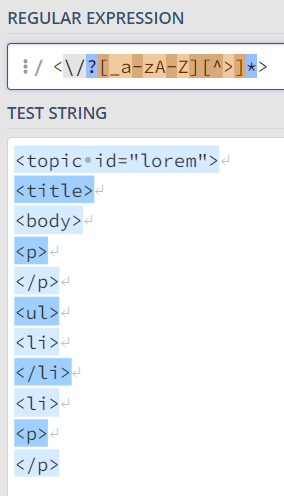 REGULAR EXPRESSION
⋮ / <\/?[_a-zA-Z][^>]*>
TEST STRING
<topic·id="lorem">↵
<title>↵
<body>↵
<p>↵
</p>↵
<ul>↵
<li>↵
</li>↵
<li>↵
<p>↵
</p>